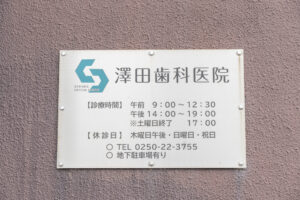 澤田歯科医院
【診療時間】 午前 9:00〜12:30
午後 14:00〜19:00
※土曜日終了 17:00
【休診日】 木曜日午後・日曜日・祝日
○ TEL 0250-22-3755
○ 地下駐車場有り